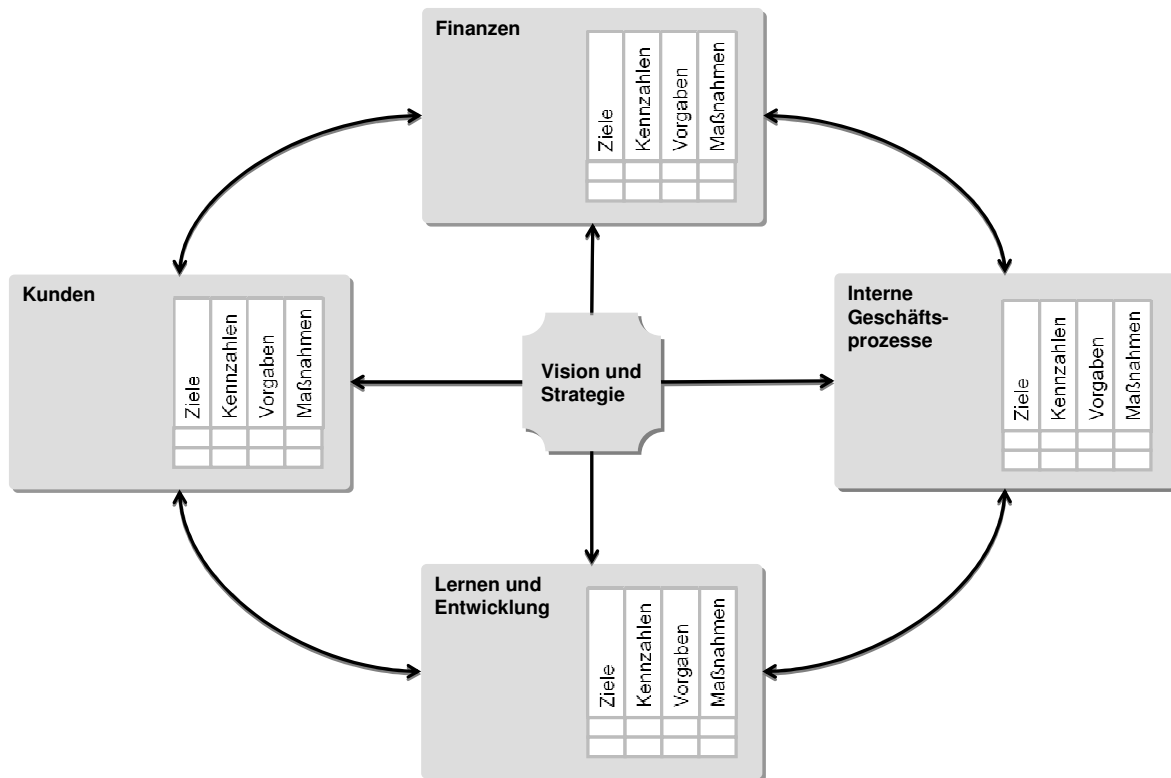 Finanzen
Ziele
Kennzahlen
Vorgaben
Maßnahmen
Kunden
Ziele
Kennzahlen
Vorgaben
Maßnahmen
Vision und
Strategie
Interne
Geschäfts-
prozesse
Ziele
Kennzahlen
Vorgaben
Maßnahmen
Lernen und
Entwicklung
Ziele
Kennzahlen
Vorgaben
Maßnahmen